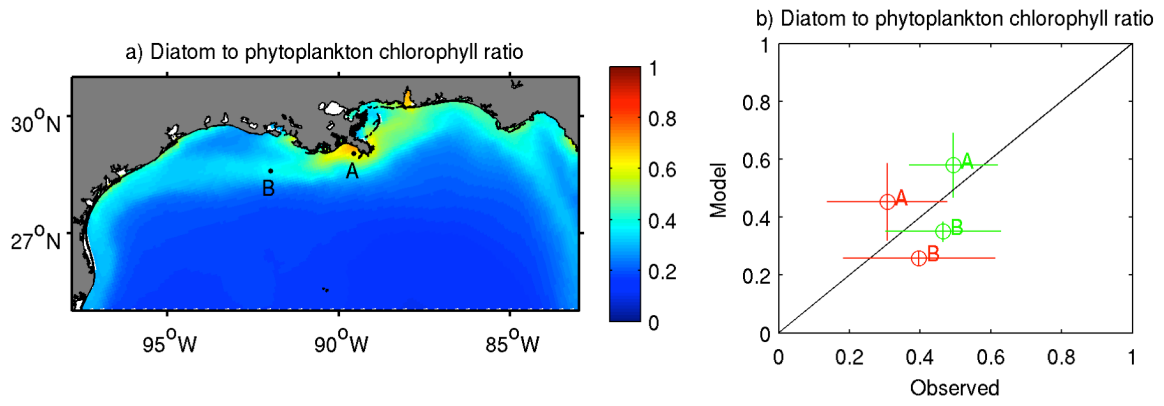 a) Diatom to phytoplankton chlorophyll ratio
30°N
27°N
95°W
90°W
85°W
A
B
1
0.8
0.6
0.4
0.2
0
b) Diatom to phytoplankton chlorophyll ratio
1
0.8
0.6
0.4
0.2
0
Model
A
A
B
B
0
0.2
0.4
0.6
0.8
1
Observed